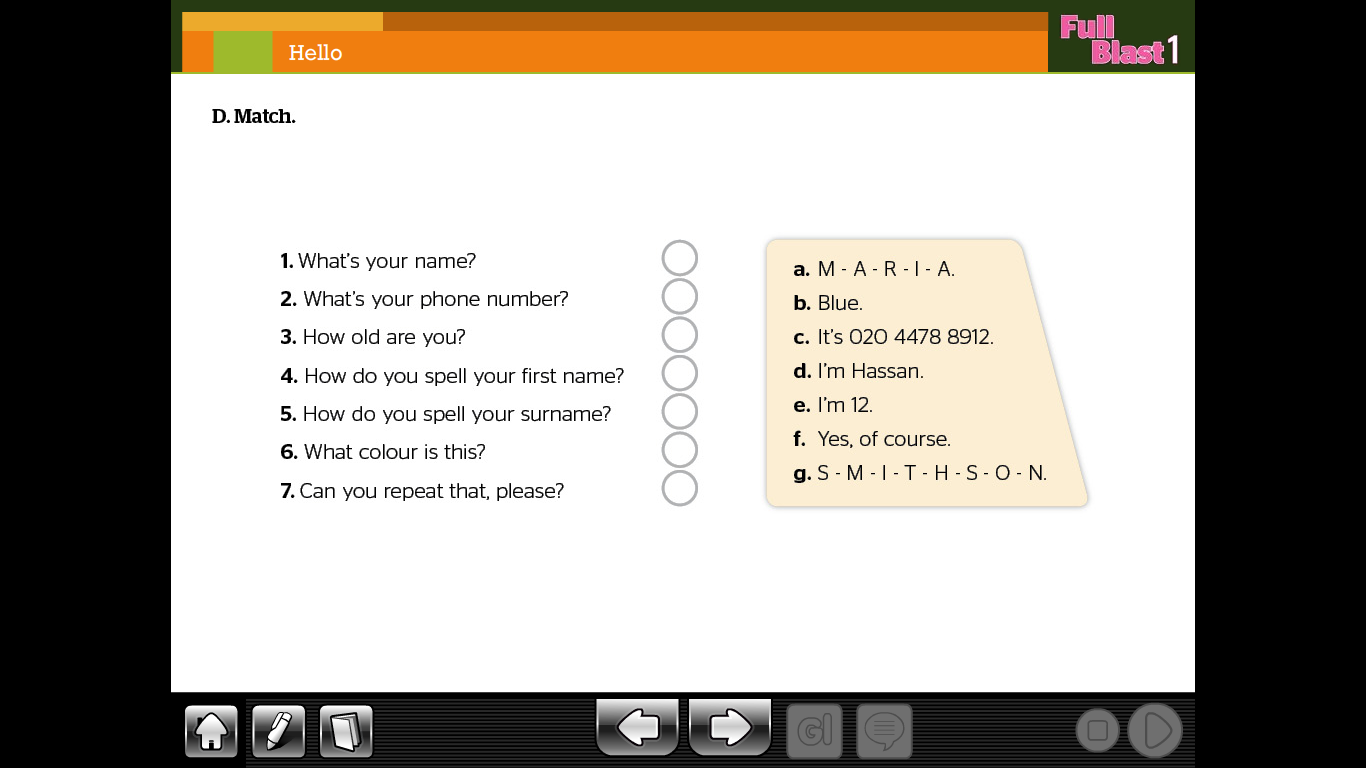 Hello
Full
Blast 1
D. Match.
1. What's your name?
2. What's your phone number?
3. How old are you?
4. How do you spell your first name?
5. How do you spell your surname?
6. What colour is this?
7. Can you repeat that, please?
a. M - A - R - I - A.
b. Blue.
c. It's 020 4478 8912.
d. I'm Hassan.
e. I'm 12.
f. Yes, of course.
g. S - M - I - T - H - S - O - N.
GI